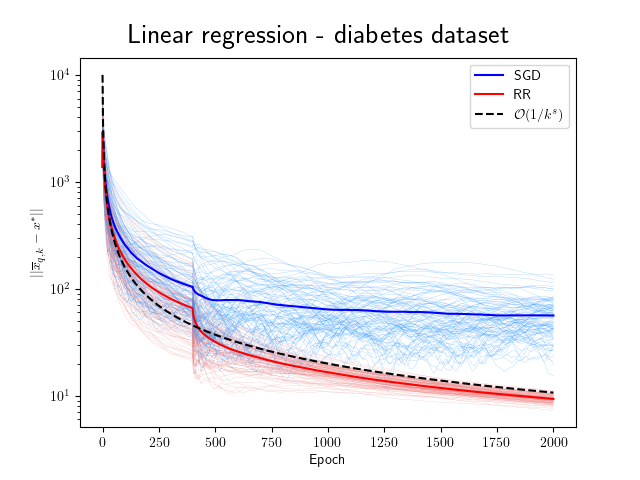 Linear regression - diabetes dataset
SGD
RR
𝒪(1/k^s)
||x̅_{q,k} − x*||
10^4
10^3
10^2
10^1
0 250 500 750 1000 1250 1500 1750 2000
Epoch